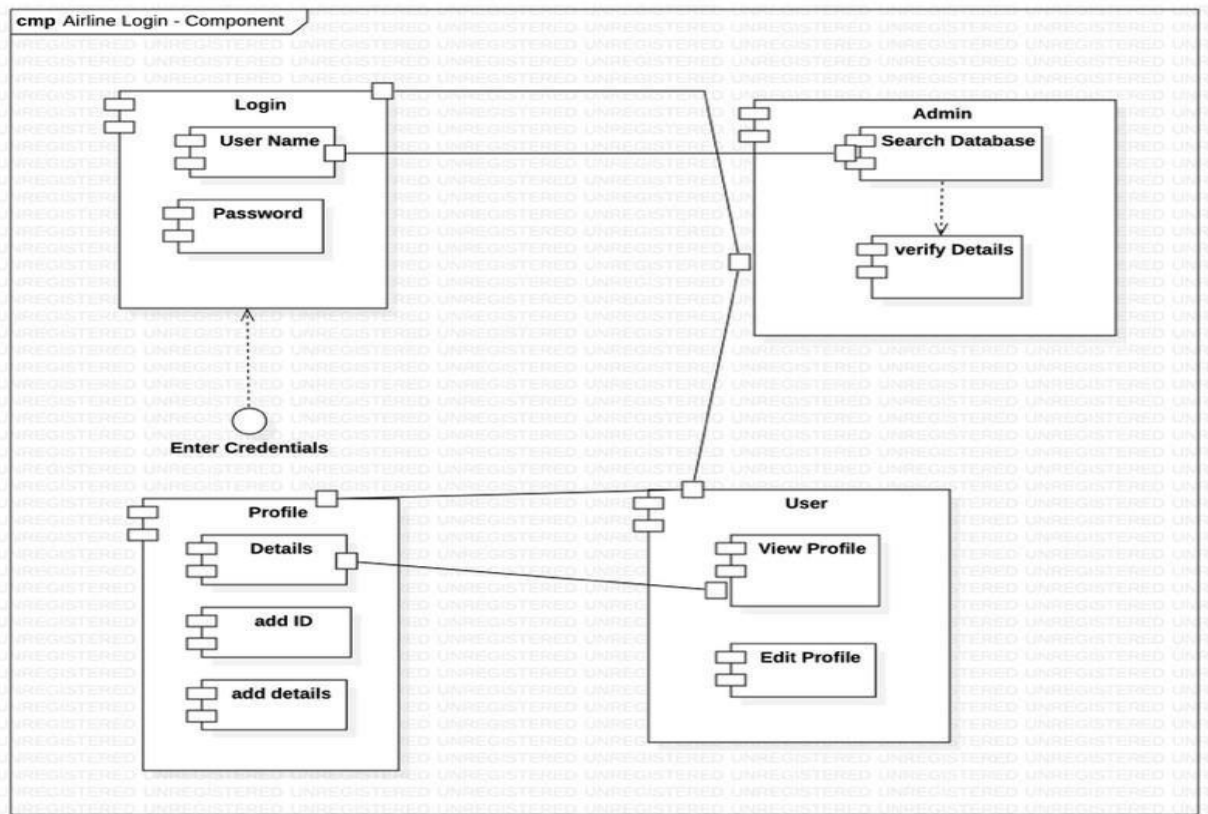 cmp Airline Login - Component
Login
User Name
Password
Admin
Search Database
verify Details
Enter Credentials
Profile
Details
add ID
add details
User
View Profile
Edit Profile
UNREGISTERED